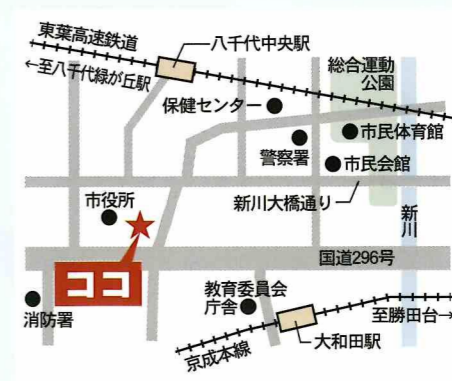 東葉高速鉄道
八千代中央駅
←至八千代緑が丘駅
総合運動
公園
保健センター
市民体育館
警察署
市民会館
市役所
新川大橋通り
新川
国道296号
ココ
教育委員会
庁舎
消防署
至勝田台→
大和田駅
京成本線